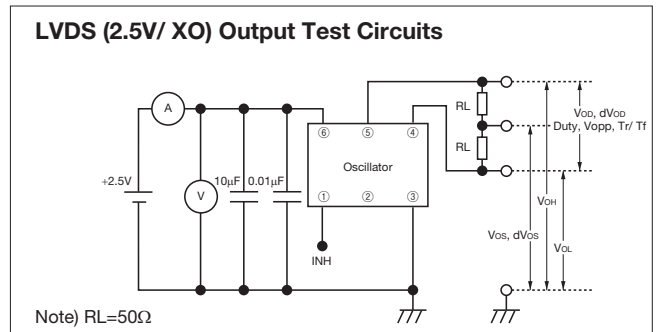 LVDS (2.5V/ XO) Output Test Circuits
A
+2.5V
V
10μF
0.01μF
⑥ ⑤ ④
Oscillator
① ② ③
INH
RL
RL
VOD, dVOD
Duty, Vopp, Tr/ Tf
VOH
VOS, dVOS
VOL
Note) RL=50Ω